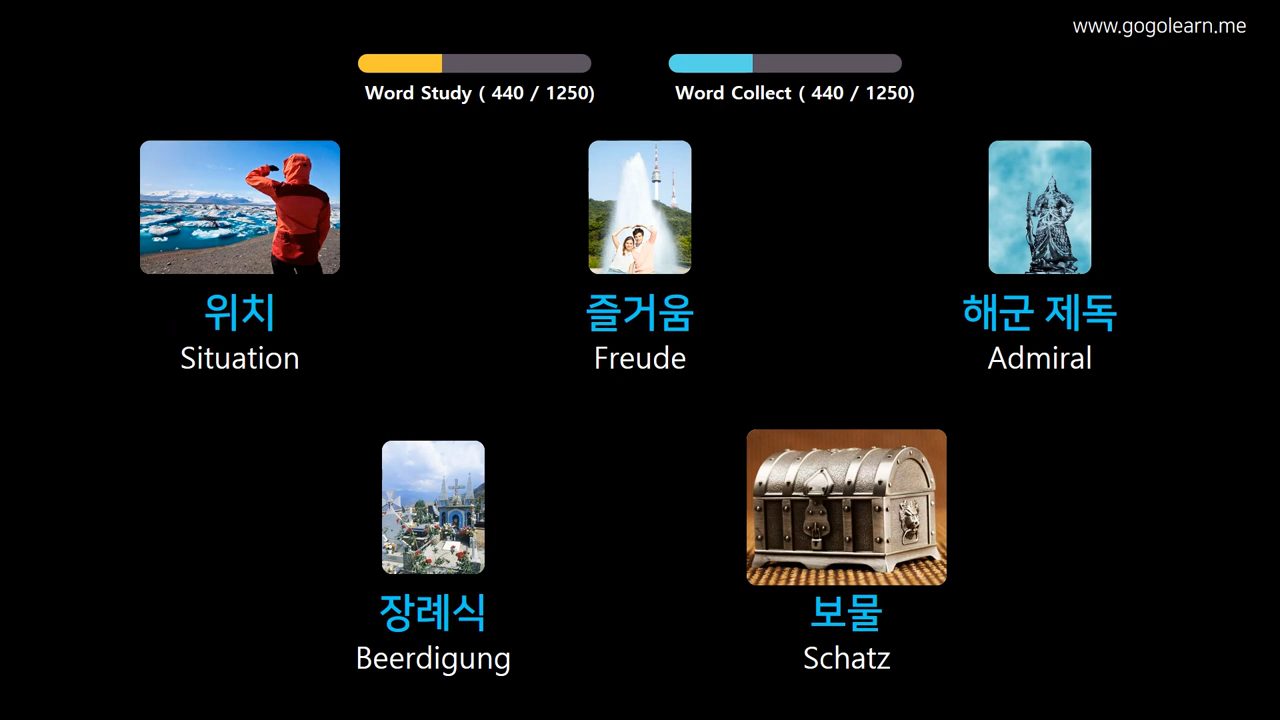 www.gogolearn.me
Word Study ( 440 / 1250)
Word Collect ( 440 / 1250)
위치
Situation
즐거움
Freude
해군 제독
Admiral
장례식
Beerdigung
보물
Schatz